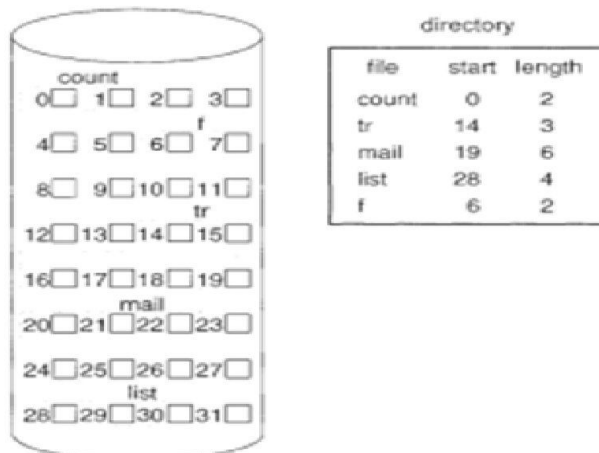 directory
file start length
count 0 2
tr 14 3
mail 19 6
list 28 4
f 6 2
count
0 1 2 3
f
4 5 6 7
8 9 10 11
tr
12 13 14 15
16 17 18 19
mail
20 21 22 23
24 25 26 27
list
28 29 30 31